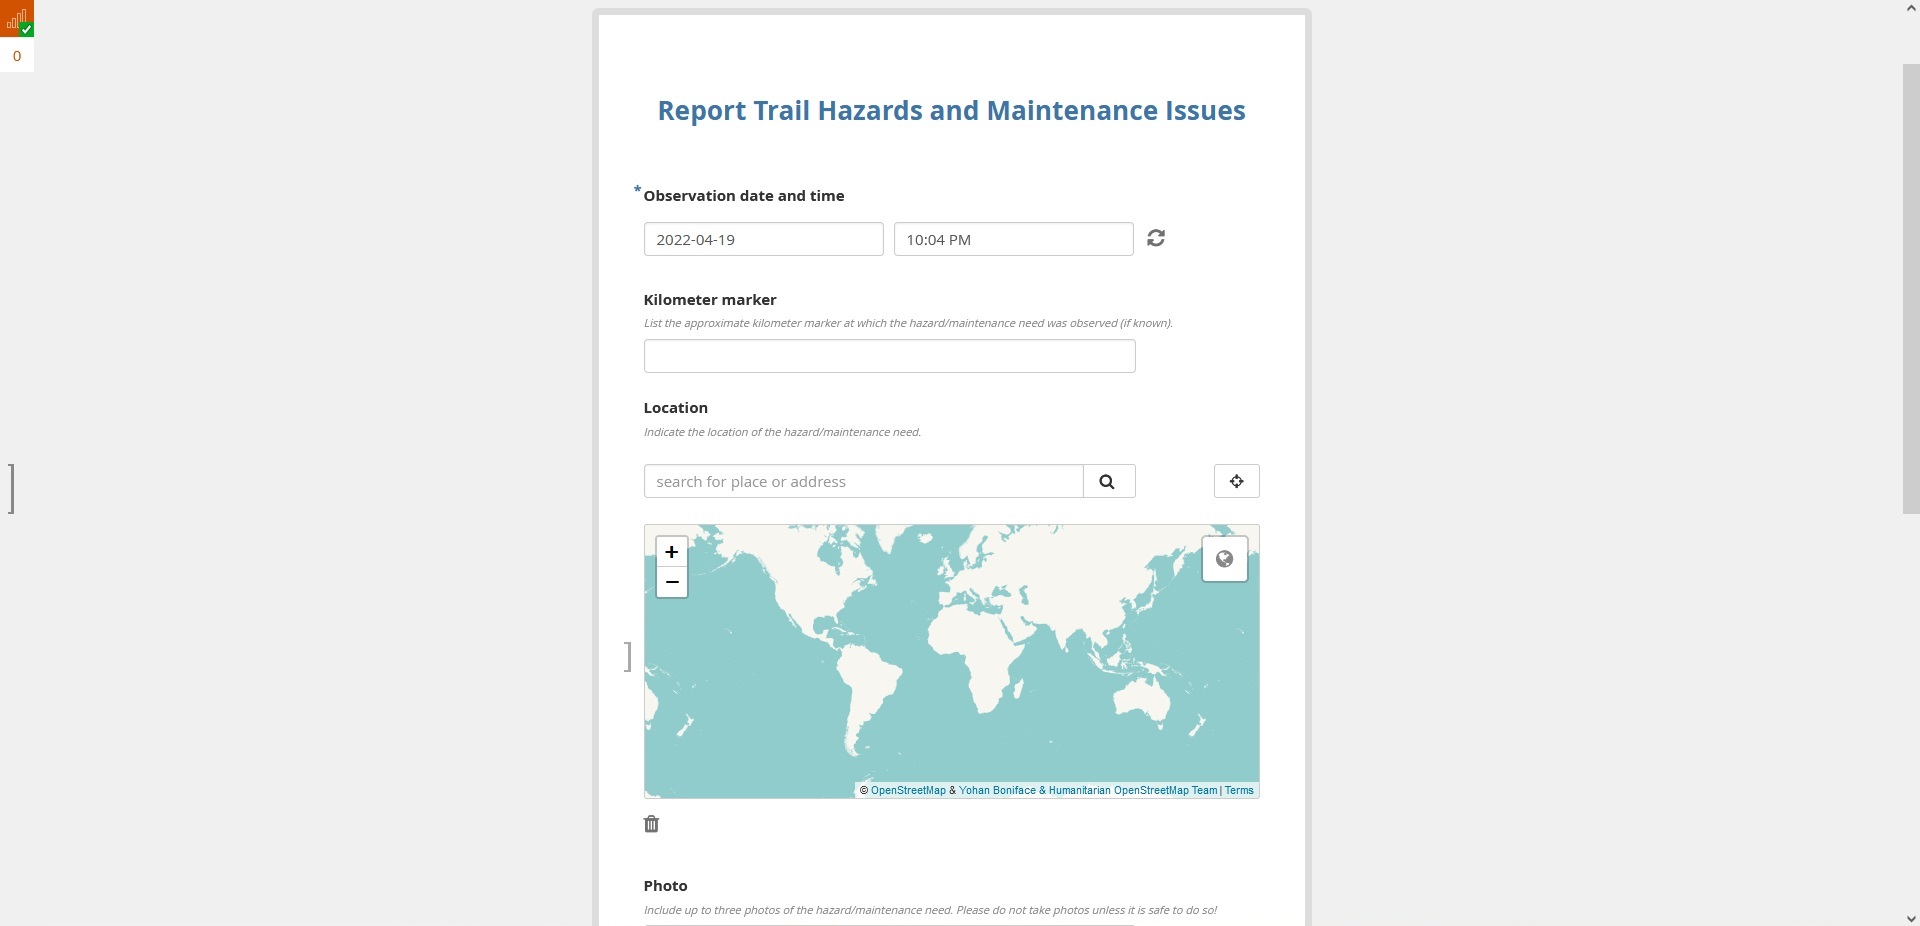 0
Report Trail Hazards and Maintenance Issues
* Observation date and time
2022-04-19 10:04 PM
Kilometer marker
List the approximate kilometer marker at which the hazard/maintenance need was observed (if known).
Location
Indicate the location of the hazard/maintenance need.
search for place or address
+
−
© OpenStreetMap & Yohan Boniface & Humanitarian OpenStreetMap Team | Terms
Photo
Include up to three photos of the hazard/maintenance need. Please do not take photos unless it is safe to do so!